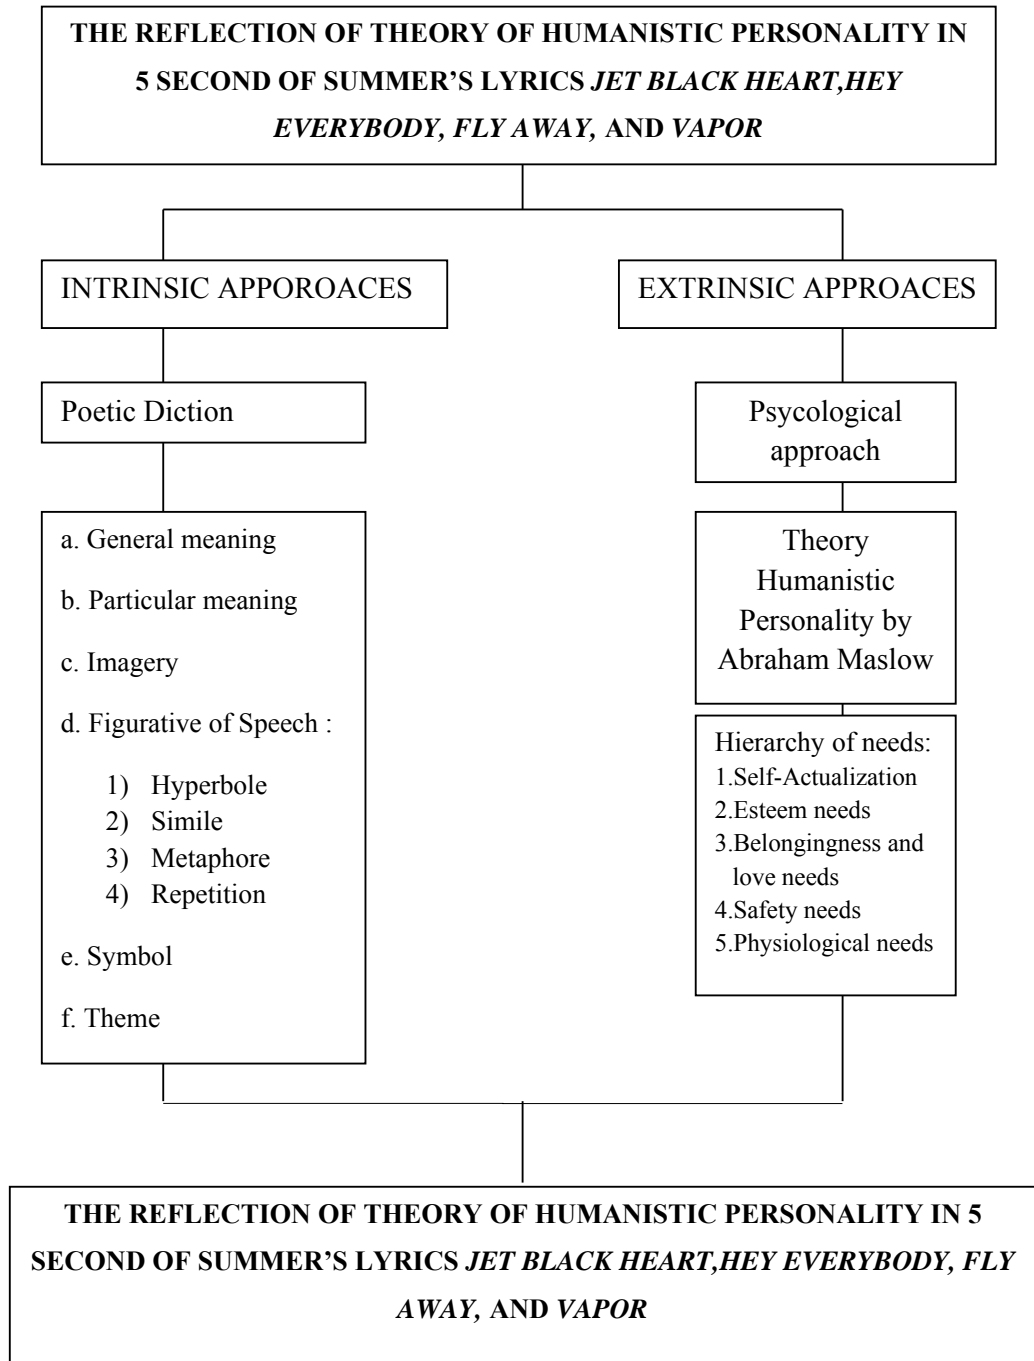 THE REFLECTION OF THEORY OF HUMANISTIC PERSONALITY IN
5 SECOND OF SUMMER’S LYRICS JET BLACK HEART,HEY
EVERYBODY, FLY AWAY, AND VAPOR
INTRINSIC APPOROACES
Poetic Diction
a. General meaning
b. Particular meaning
c. Imagery
d. Figurative of Speech :
1) Hyperbole
2) Simile
3) Metaphore
4) Repetition
e. Symbol
f. Theme
EXTRINSIC APPROACES
Psycological
approach
Theory
Humanistic
Personality by
Abraham Maslow
Hierarchy of needs:
1.Self-Actualization
2.Esteem needs
3.Belongingness and
love needs
4.Safety needs
5.Physiological needs
THE REFLECTION OF THEORY OF HUMANISTIC PERSONALITY IN 5
SECOND OF SUMMER’S LYRICS JET BLACK HEART,HEY EVERYBODY, FLY
AWAY, AND VAPOR